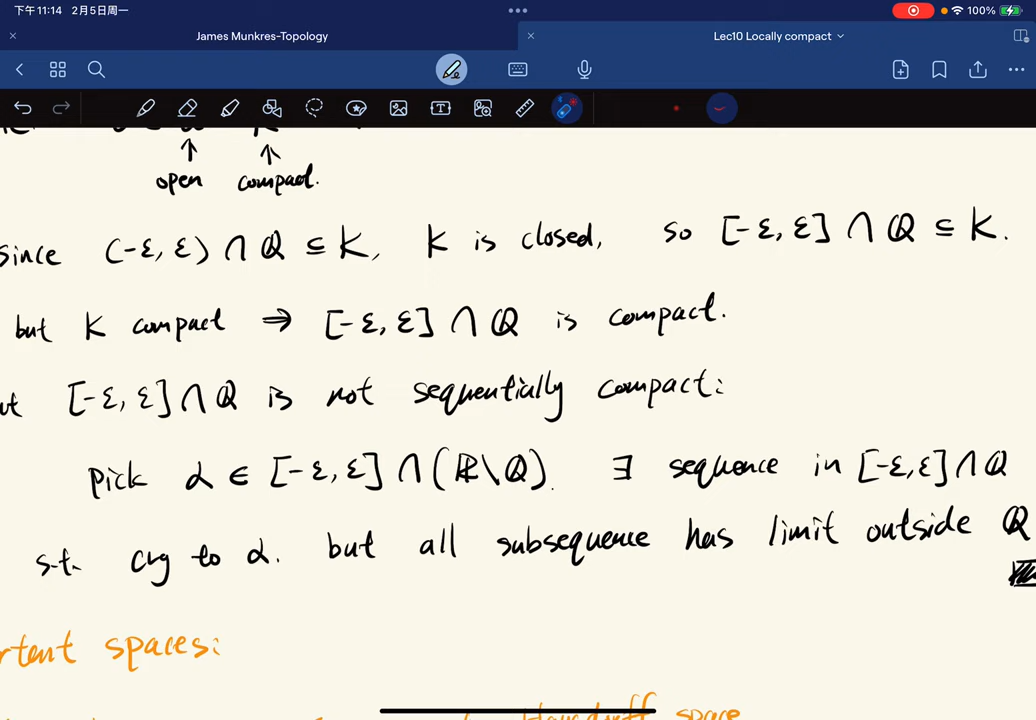 下午11:14 2月5日周一
100%
James Munkres-Topology
Lec10 Locally compact
open compact.
since (-ε, ε) ∩ ℚ ⊆ K, K is closed, so [-ε, ε] ∩ ℚ ⊆ K.
but K compact ⇒ [-ε, ε] ∩ ℚ is compact.
[-ε, ε] ∩ ℚ is not sequentially compact:
pick α ∈ [-ε, ε] ∩ (ℝ\ℚ). ∃ sequence in [-ε, ε] ∩ ℚ
s.t. cvg to α. but all subsequence has limit outside ℚ
spaces:
space